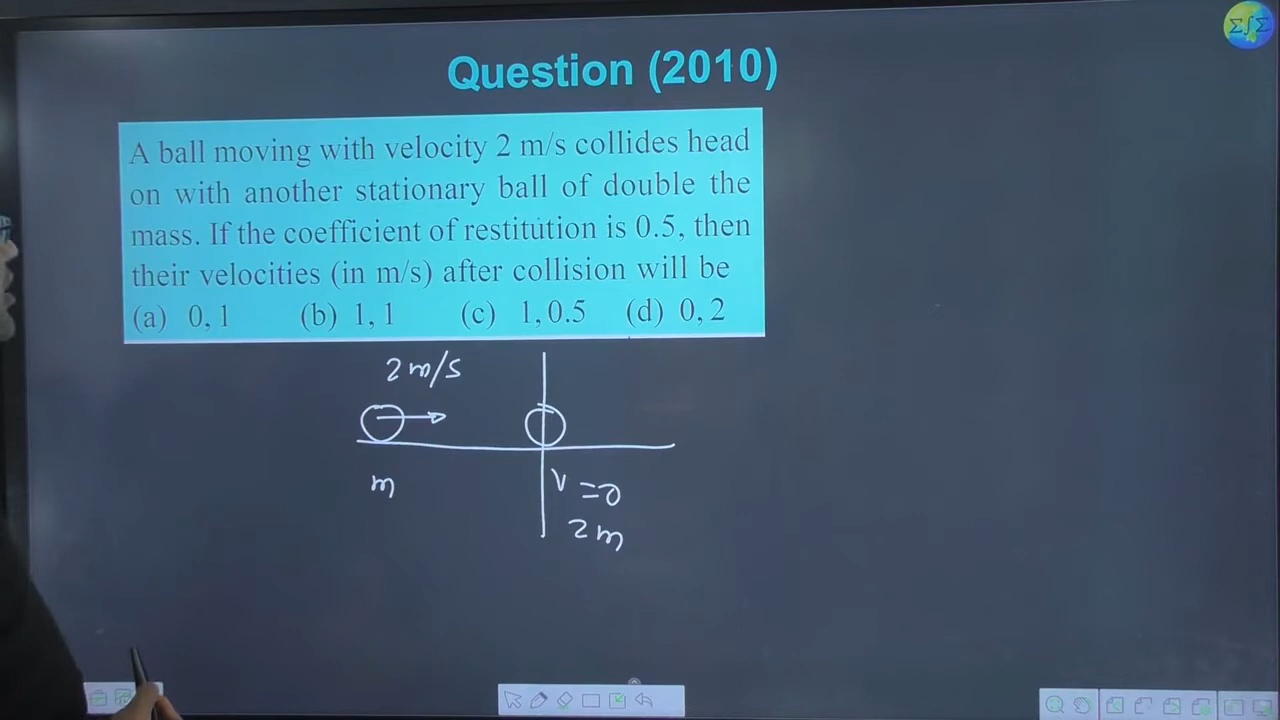 ΣʃΣ
Question (2010)
A ball moving with velocity 2 m/s collides head
on with another stationary ball of double the
mass. If the coefficient of restitution is 0.5, then
their velocities (in m/s) after collision will be
(a) 0, 1 (b) 1, 1 (c) 1, 0.5 (d) 0, 2
2 m/s
m
v = 0
2 m